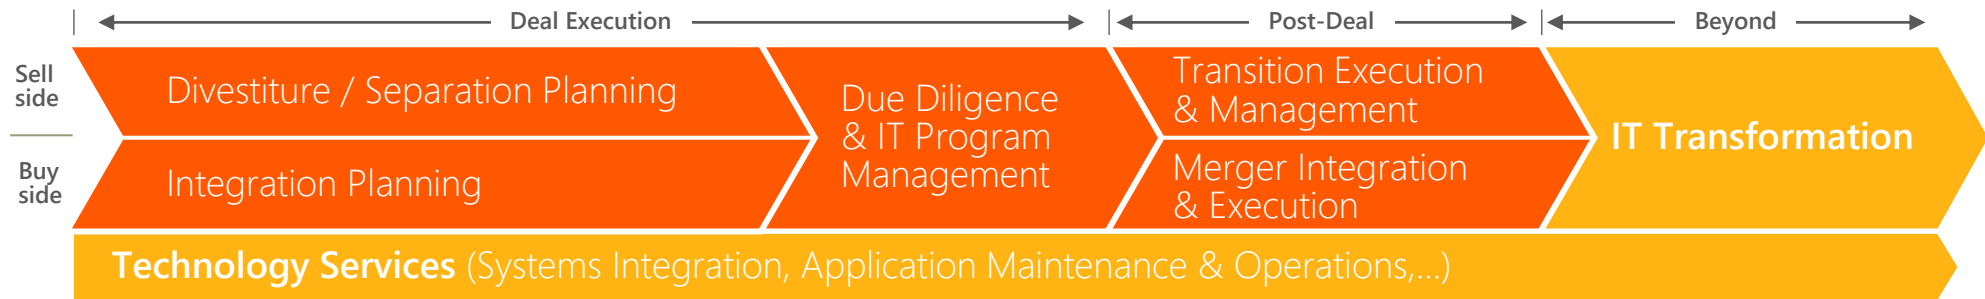 Deal Execution
Post-Deal
Beyond
Sell
side
Divestiture / Separation Planning
Buy
side
Integration Planning
Due Diligence
& IT Program
Management
Transition Execution
& Management
Merger Integration
& Execution
IT Transformation
Technology Services (Systems Integration, Application Maintenance & Operations,...)